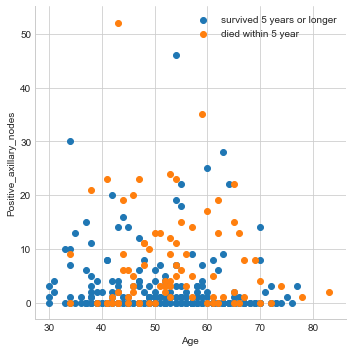 survived 5 years or longer
died within 5 year
Positive_axillary_nodes
50
40
30
20
10
0
30 40 50 60 70 80
Age